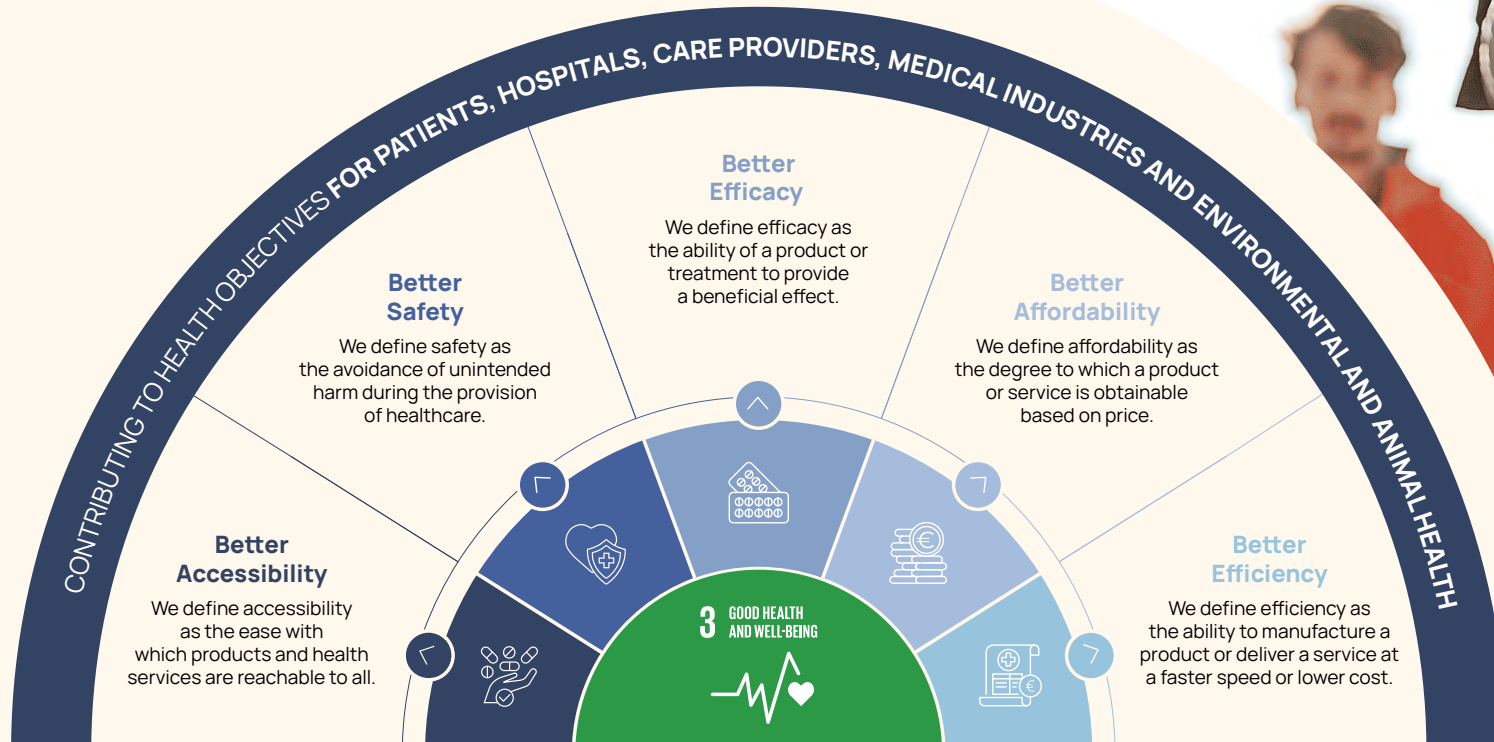 CONTRIBUTING TO HEALTH OBJECTIVES FOR PATIENTS, HOSPITALS, CARE PROVIDERS, MEDICAL INDUSTRIES AND ENVIRONMENTAL AND ANIMAL HEALTH
Better
Accessibility
We define accessibility
as the ease with
which products and health
services are reachable to all.
Better
Safety
We define safety as
the avoidance of unintended
harm during the provision
of healthcare.
Better
Efficacy
We define efficacy as
the ability of a product or
treatment to provide
a beneficial effect.
Better
Affordability
We define affordability as
the degree to which a product
or service is obtainable
based on price.
Better
Efficiency
We define efficiency as
the ability to manufacture a
product or deliver a service at
a faster speed or lower cost.
3 GOOD HEALTH
AND WELL-BEING
€
€